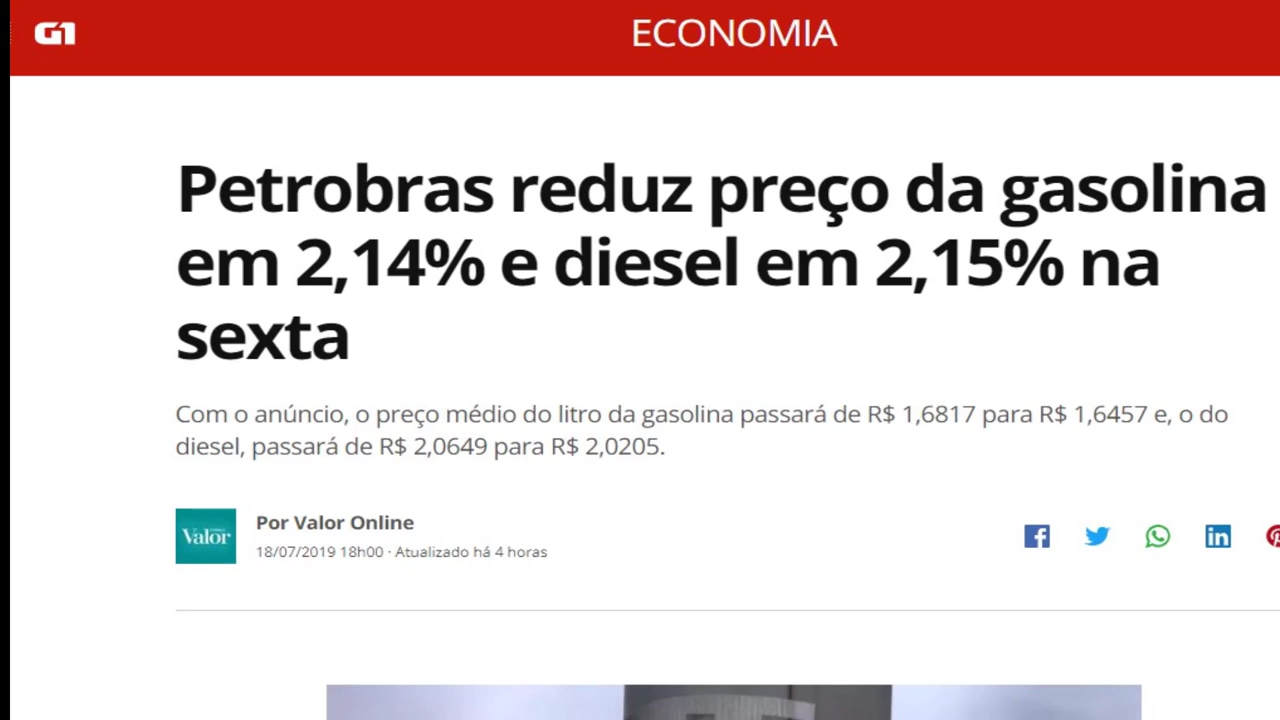 G1
ECONOMIA
Petrobras reduz preço da gasolina
em 2,14% e diesel em 2,15% na
sexta
Com o anúncio, o preço médio do litro da gasolina passará de R$ 1,6817 para R$ 1,6457 e, o do
diesel, passará de R$ 2,0649 para R$ 2,0205.
Valor
Por Valor Online
18/07/2019 18h00 · Atualizado há 4 horas